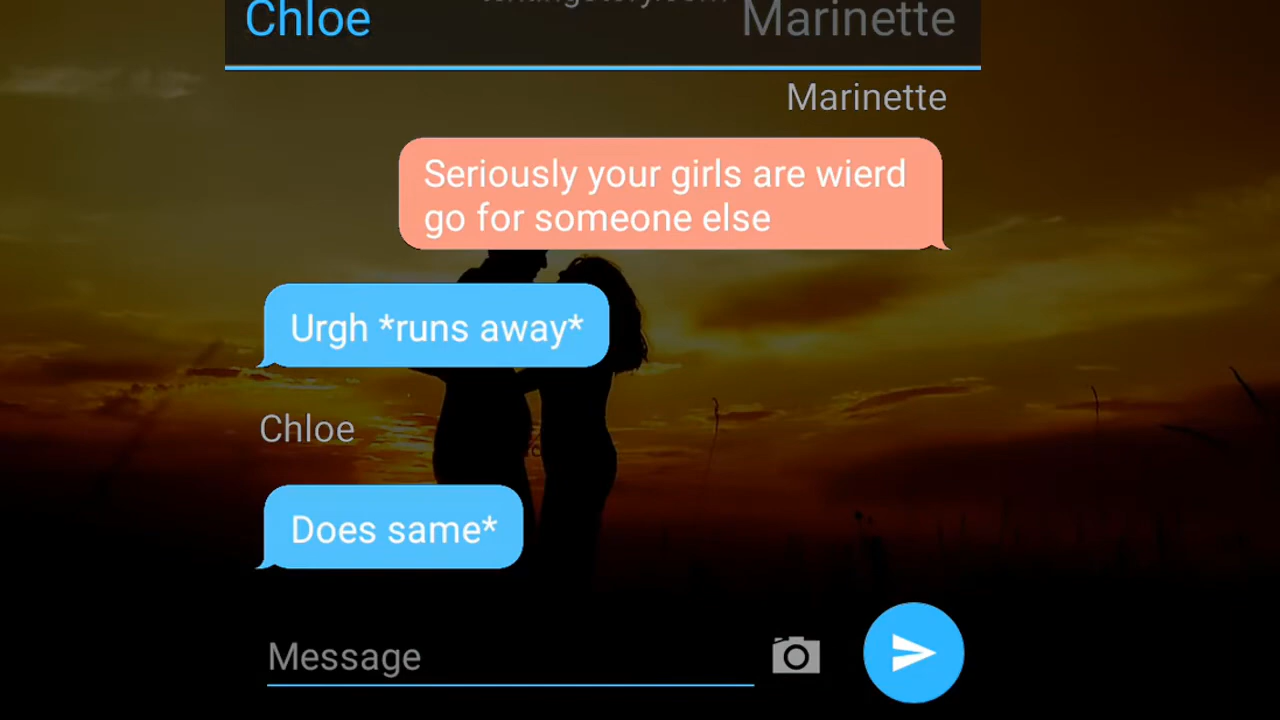 Chloe Marinette
Marinette
Seriously your girls are wierd
go for someone else
Urgh *runs away*
Chloe
Does same*
Message